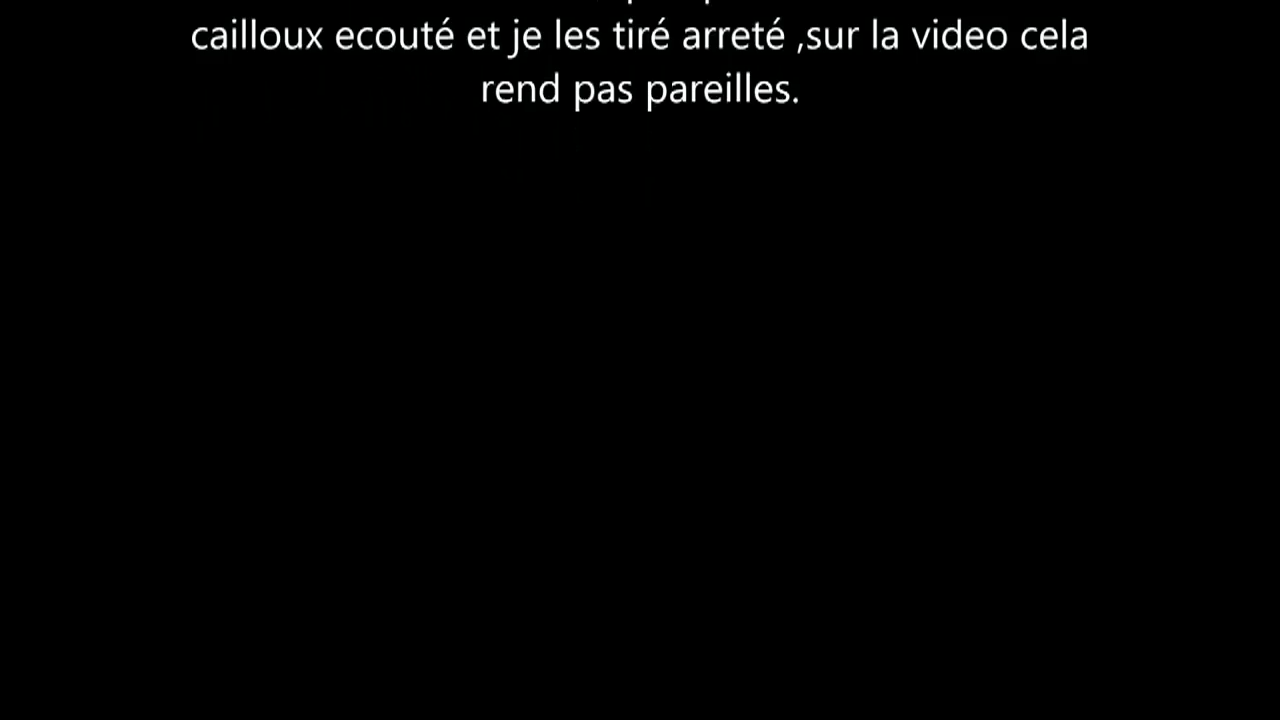 cailloux ecouté et je les tiré arreté ,sur la video cela
rend pas pareilles.